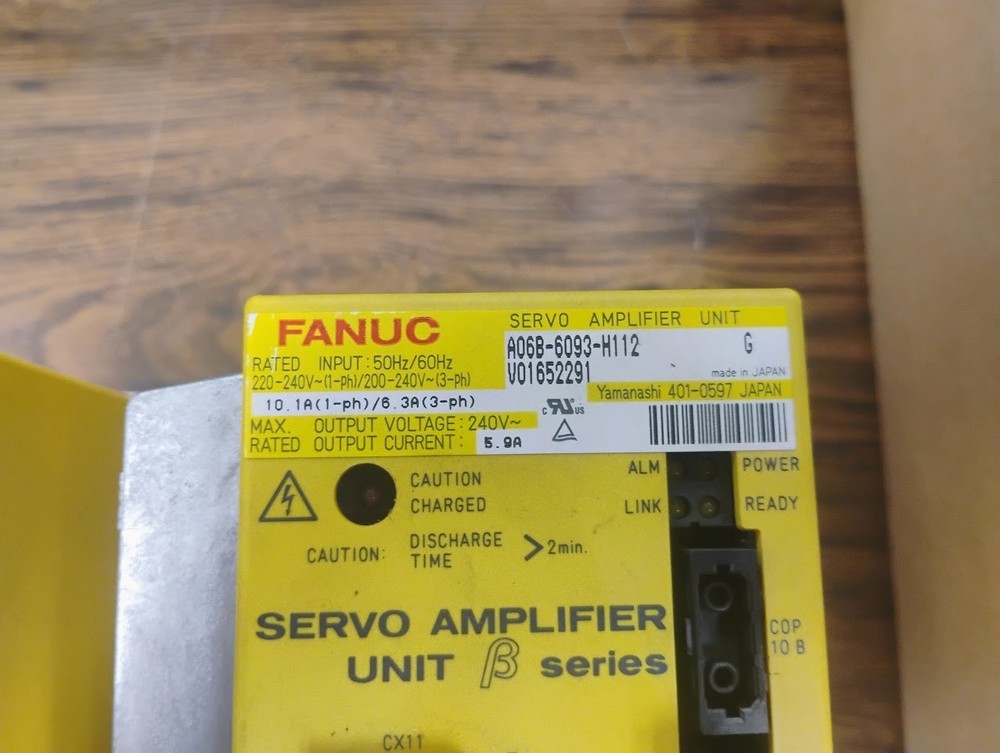 FANUC
SERVO AMPLIFIER UNIT
A06B-6093-H112 G
V01652291
made in JAPAN
Yamanashi 401-0597 JAPAN
RATED INPUT: 50Hz/60Hz
220-240V~(1-ph)/200-240V~(3-ph)
10.1A(1-ph)/6.3A(3-ph)
MAX. OUTPUT VOLTAGE: 240V~
RATED OUTPUT CURRENT: 5.9A
c RU US
CAUTION
CHARGED
CAUTION: DISCHARGE TIME >2min.
ALM POWER
LINK READY
SERVO AMPLIFIER
UNIT β series
COP
10 B
CX11